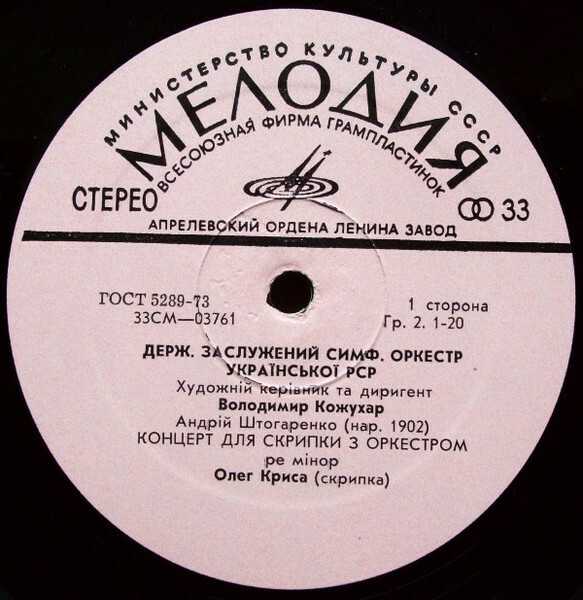 МИНИСТЕРСТВО КУЛЬТУРЫ СССР
МЕЛОДИЯ
ВСЕСОЮЗНАЯ ФИРМА ГРАМПЛАСТИНОК
СТЕРЕО
33
АПРЕЛЕВСКИЙ ОРДЕНА ЛЕНИНА ЗАВОД
ГОСТ 5289-73
33СМ—03761
1 сторона
Гр. 2. 1-20
ДЕРЖ. ЗАСЛУЖЕНИЙ СИМФ. ОРКЕСТР
УКРАЇНСЬКОЇ РСР
Художній керівник та диригент
Володимир Кожухар
Андрій Штогаренко (нар. 1902)
КОНЦЕРТ ДЛЯ СКРИПКИ З ОРКЕСТРОМ
ре мінор
Олег Криса (скрипка)